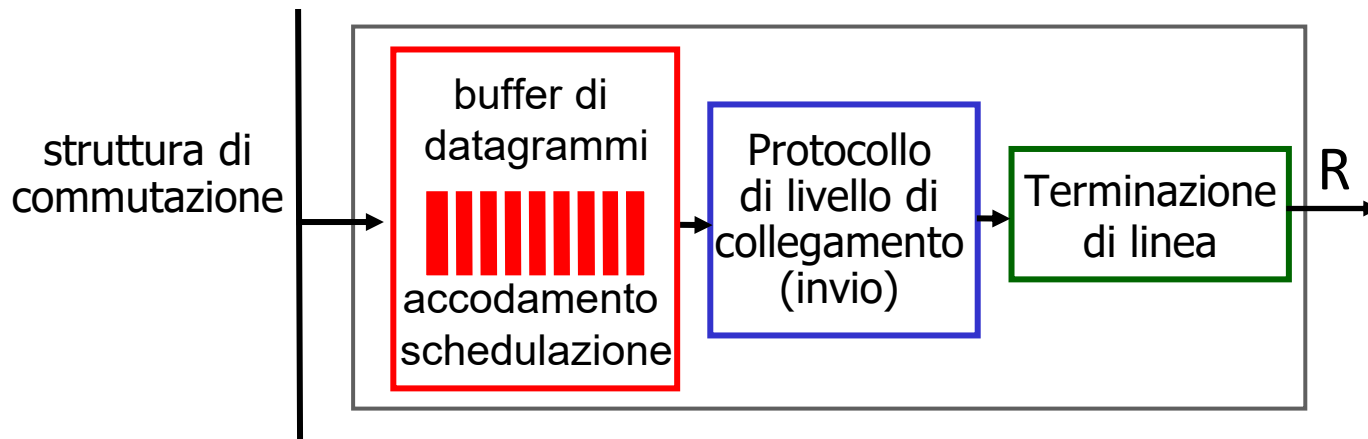 struttura di
commutazione
buffer di
datagrammi
accodamento
schedulazione
Protocollo
di livello di
collegamento
(invio)
Terminazione
di linea
R